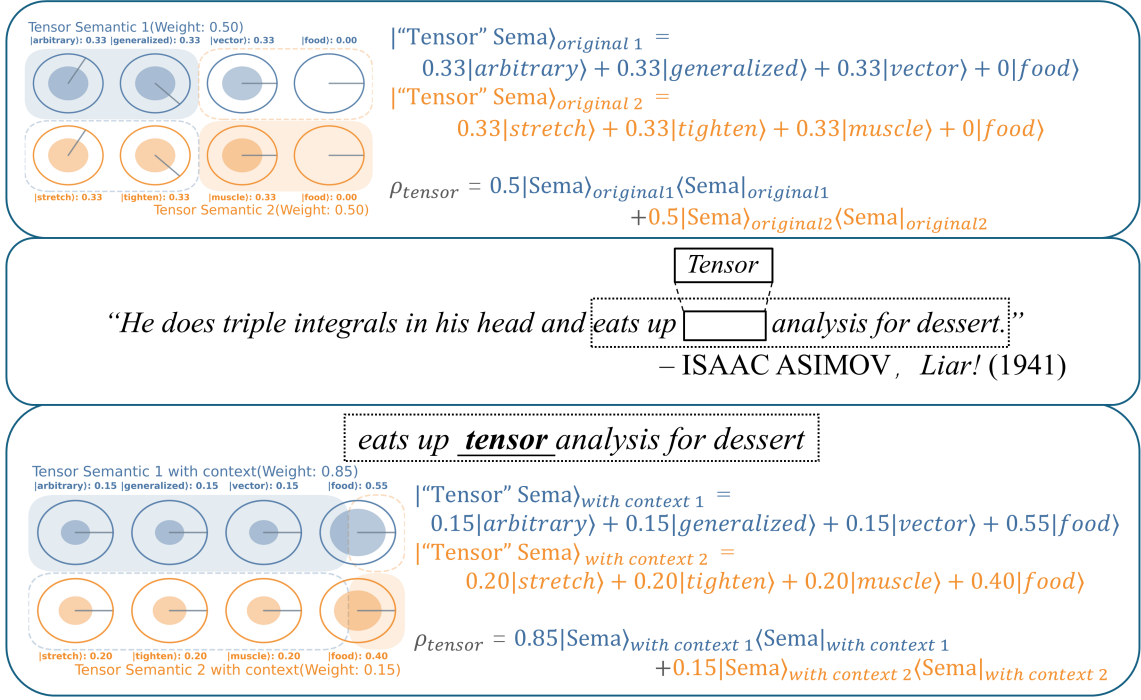 Tensor Semantic 1(Weight: 0.50)
|arbitrary⟩: 0.33 |generalized⟩: 0.33 |vector⟩: 0.33 |food⟩: 0.00
|stretch⟩: 0.33 |tighten⟩: 0.33 |muscle⟩: 0.33 |food⟩: 0.00
Tensor Semantic 2(Weight: 0.50)
|“Tensor” Sema⟩original 1 =
0.33|arbitrary⟩ + 0.33|generalized⟩ + 0.33|vector⟩ + 0|food⟩
|“Tensor” Sema⟩original 2 =
0.33|stretch⟩ + 0.33|tighten⟩ + 0.33|muscle⟩ + 0|food⟩
ρtensor = 0.5|Sema⟩original1⟨Sema|original1
+0.5|Sema⟩original2⟨Sema|original2
Tensor
“He does triple integrals in his head and eats up analysis for dessert.”
– ISAAC ASIMOV, Liar! (1941)
eats up tensor analysis for dessert
Tensor Semantic 1 with context(Weight: 0.85)
|arbitrary⟩: 0.15 |generalized⟩: 0.15 |vector⟩: 0.15 |food⟩: 0.55
|stretch⟩: 0.20 |tighten⟩: 0.20 |muscle⟩: 0.20 |food⟩: 0.40
Tensor Semantic 2 with context(Weight: 0.15)
|“Tensor” Sema⟩with context 1 =
0.15|arbitrary⟩ + 0.15|generalized⟩ + 0.15|vector⟩ + 0.55|food⟩
|“Tensor” Sema⟩with context 2 =
0.20|stretch⟩ + 0.20|tighten⟩ + 0.20|muscle⟩ + 0.40|food⟩
ρtensor = 0.85|Sema⟩with context 1⟨Sema|with context 1
+0.15|Sema⟩with context 2⟨Sema|with context 2